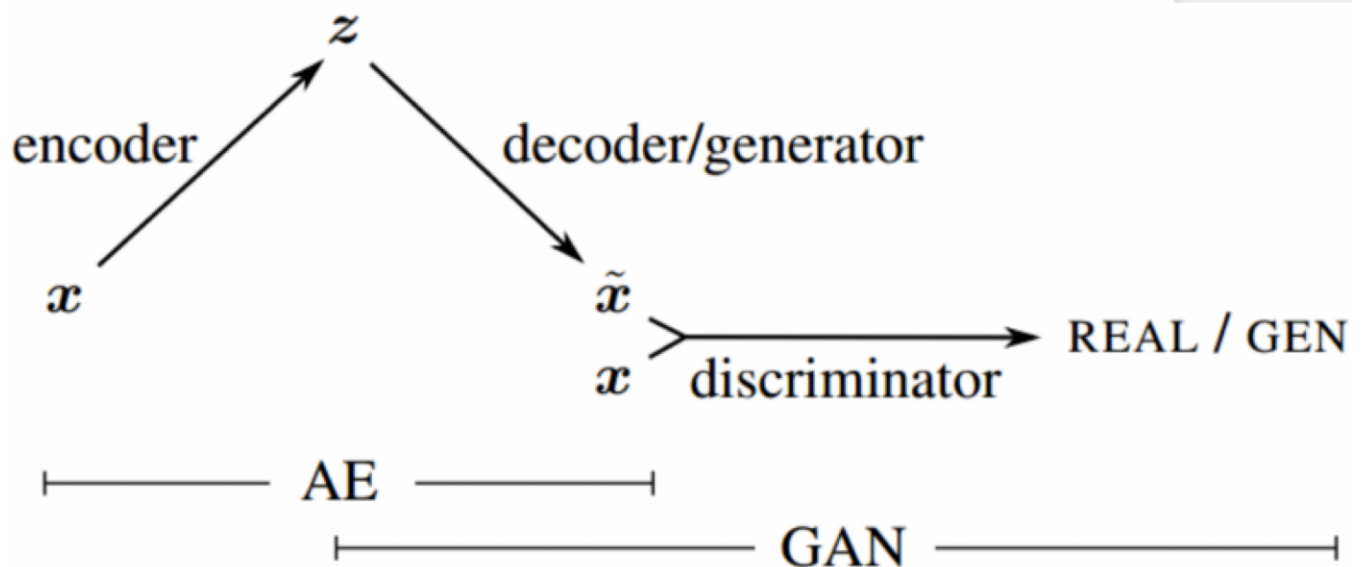 z
encoder
decoder/generator
x
x̃
x
discriminator
REAL / GEN
AE
GAN